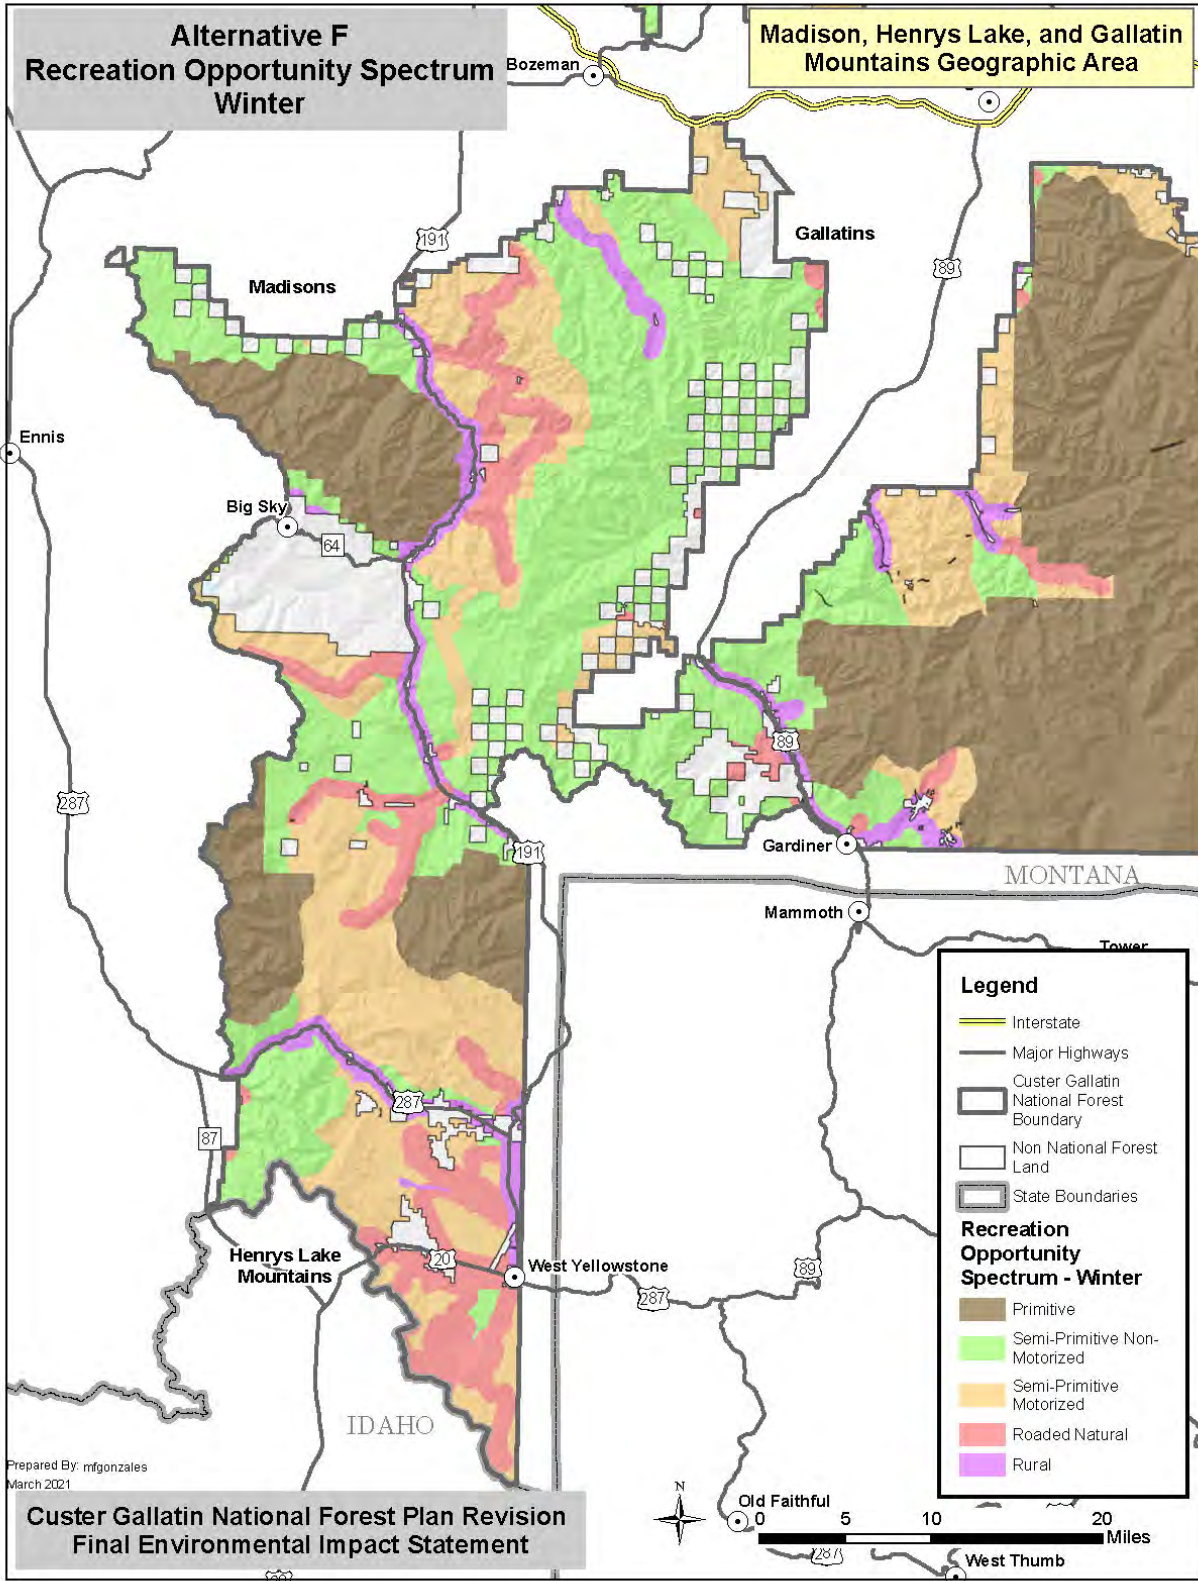 Alternative F
Recreation Opportunity Spectrum
Winter
Madison, Henrys Lake, and Gallatin
Mountains Geographic Area
Bozeman
191
Gallatins
89
Madisons
Ennis
Big Sky
64
287
89
191
Gardiner
MONTANA
Mammoth
Tower
287
87
Henrys Lake
Mountains
20
West Yellowstone
89
287
IDAHO
Legend
Interstate
Major Highways
Custer Gallatin
National Forest
Boundary
Non National Forest
Land
State Boundaries
Recreation
Opportunity
Spectrum - Winter
Primitive
Semi-Primitive Non-
Motorized
Semi-Primitive
Motorized
Roaded Natural
Rural
Prepared By: mfgonzales
March 2021
Custer Gallatin National Forest Plan Revision
Final Environmental Impact Statement
N
Old Faithful
0 5 10 20
Miles
287
West Thumb